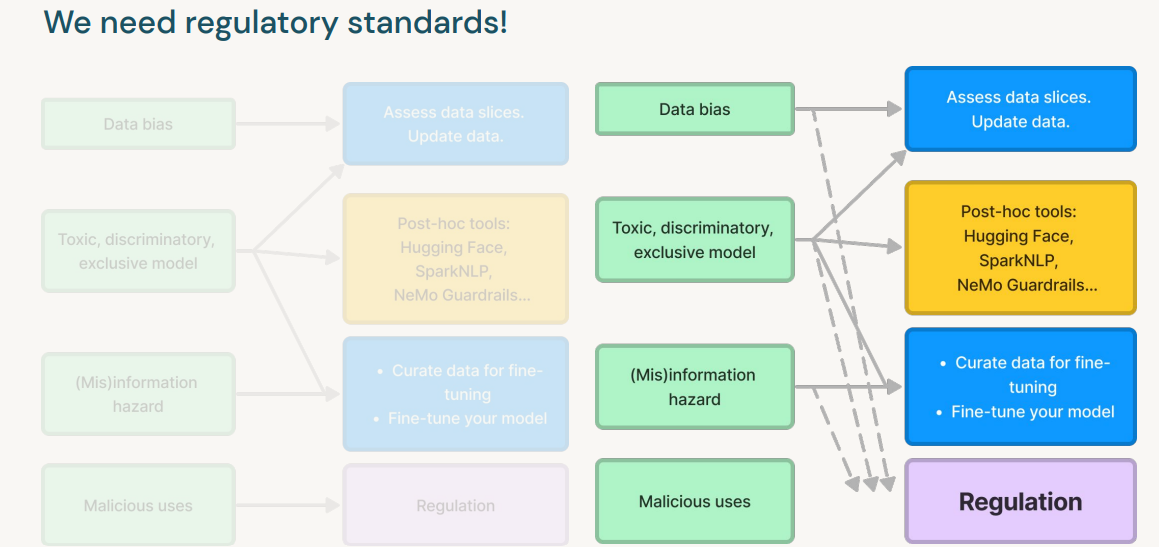 We need regulatory standards!
Data bias
Assess data slices.
Update data.
Toxic, discriminatory,
exclusive model
Post-hoc tools:
Hugging Face,
SparkNLP,
NeMo Guardrails...
(Mis)information
hazard
• Curate data for fine-
tuning
• Fine-tune your model
Malicious uses
Regulation
Data bias
Assess data slices.
Update data.
Toxic, discriminatory,
exclusive model
Post-hoc tools:
Hugging Face,
SparkNLP,
NeMo Guardrails...
(Mis)information
hazard
• Curate data for fine-
tuning
• Fine-tune your model
Malicious uses
Regulation